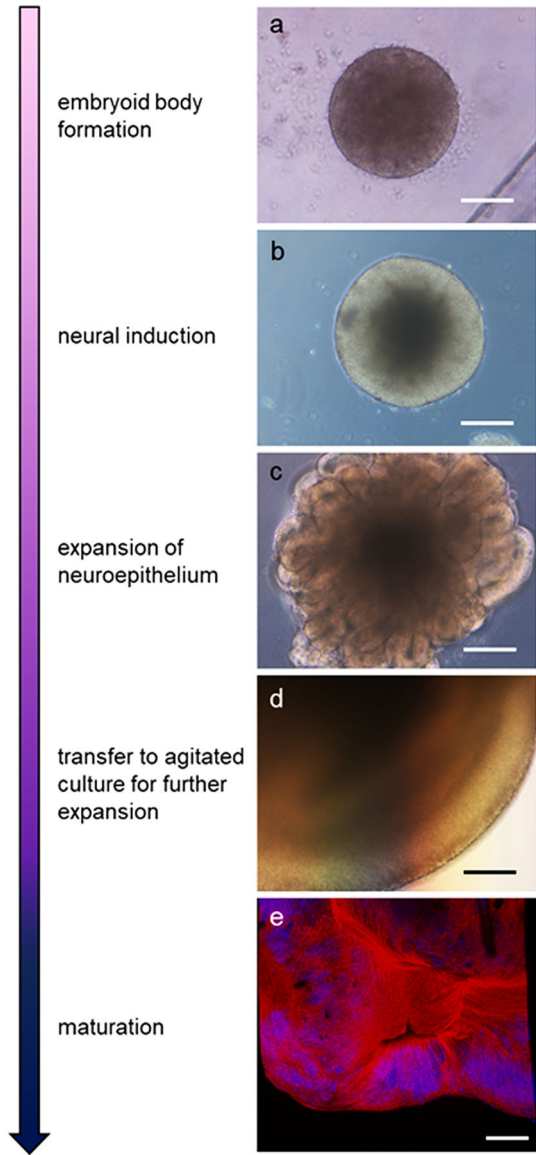 a
embryoid body
formation
b
neural induction
c
expansion of
neuroepithelium
d
transfer to agitated
culture for further
expansion
e
maturation